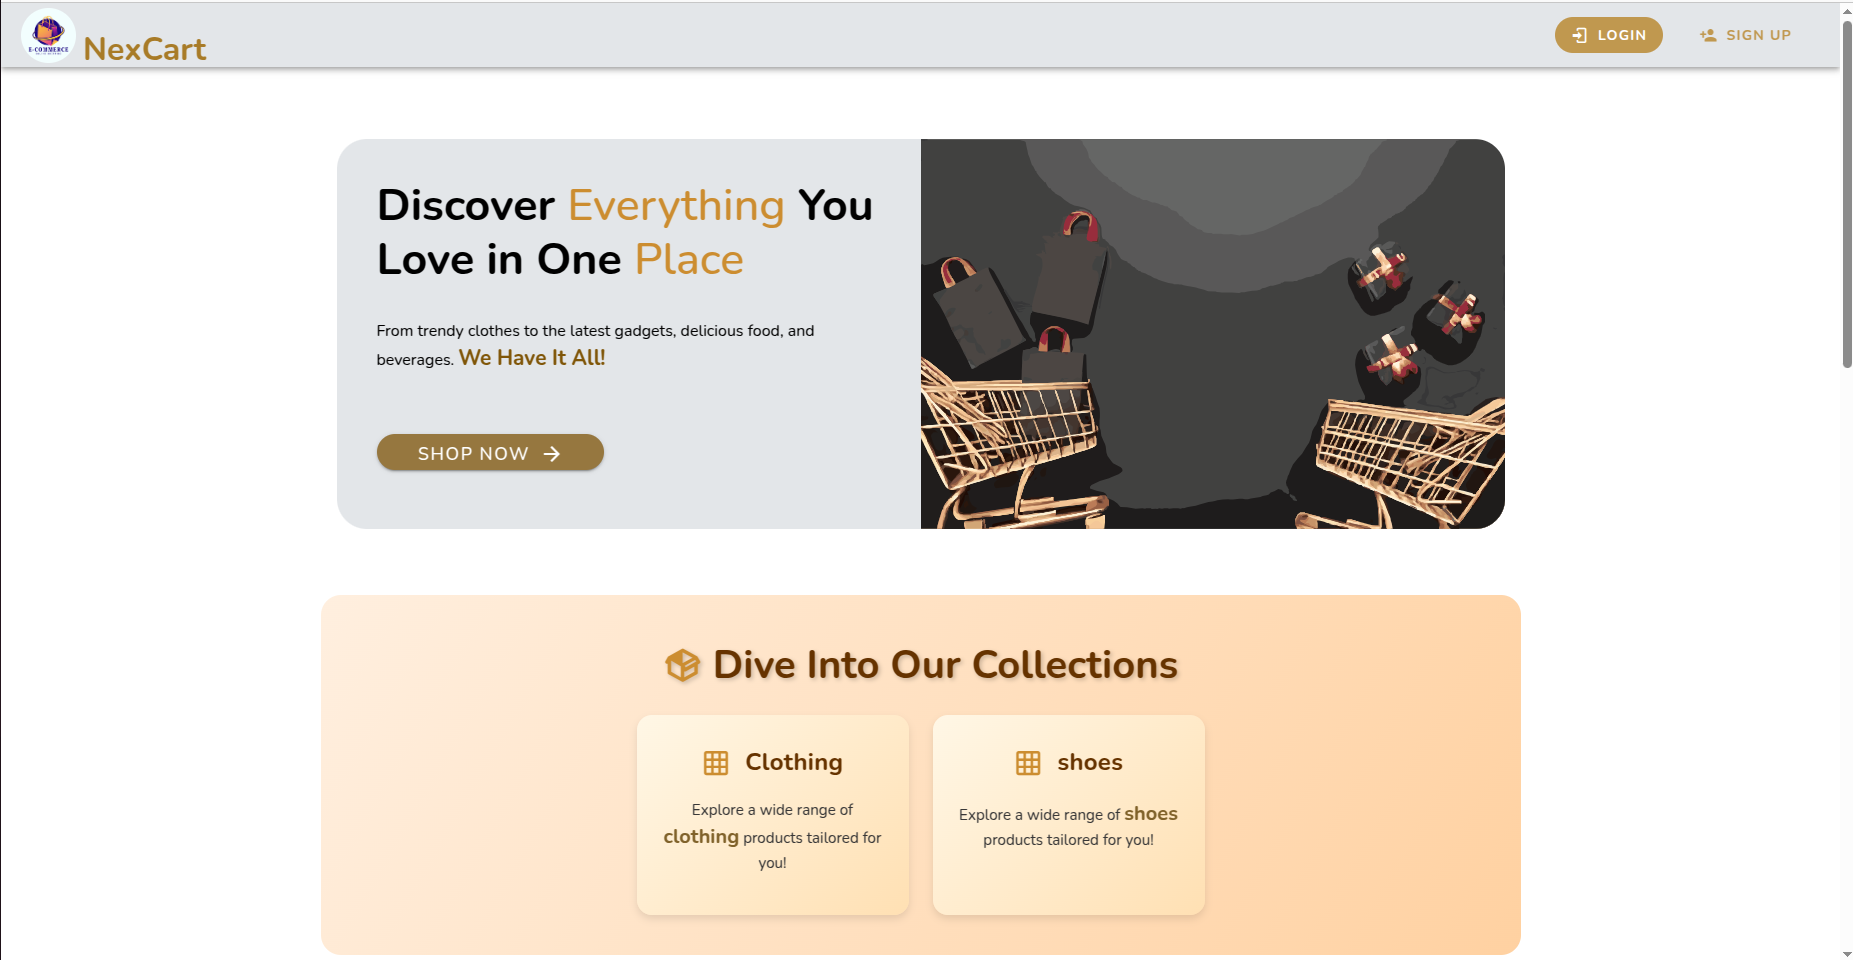 E-COMMERCE
NexCart
LOGIN
SIGN UP
Discover Everything You
Love in One Place
From trendy clothes to the latest gadgets, delicious food, and
beverages. We Have It All!
SHOP NOW
Dive Into Our Collections
Clothing
Explore a wide range of
clothing products tailored for
you!
shoes
Explore a wide range of shoes
products tailored for you!